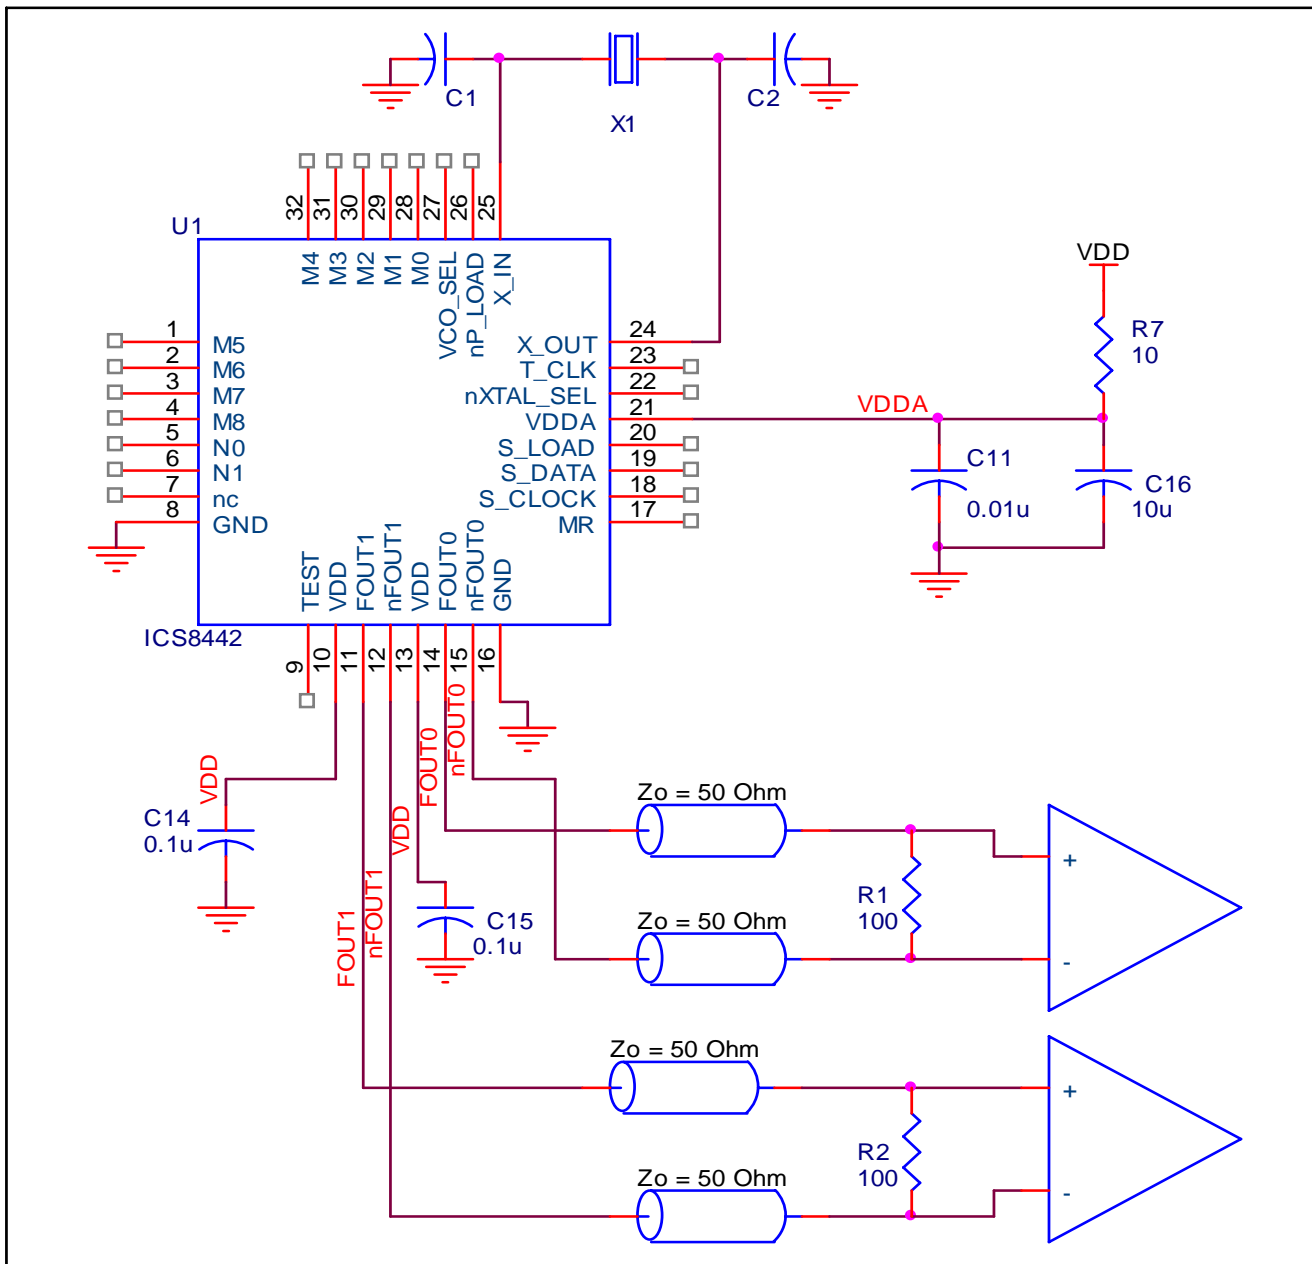 C1
X1
C2
U1
32
31
30
29
28
27
26
25
M4
M3
M2
M1
M0
VCO_SEL
nP_LOAD
X_IN
1 M5
2 M6
3 M7
4 M8
5 N0
6 N1
7 nc
8 GND
X_OUT 24
T_CLK 23
nXTAL_SEL 22
VDDA 21
S_LOAD 20
S_DATA 19
S_CLOCK 18
MR 17
VDD
R7
10
VDDA
C11
0.01u
C16
10u
TEST
VDD
FOUT1
nFOUT1
VDD
FOUT0
nFOUT0
GND
ICS8442
9
10
11
12
13
14
15
16
VDD
C14
0.1u
FOUT1
nFOUT1
VDD
FOUT0
nFOUT0
C15
0.1u
Zo = 50 Ohm
R1
100
+
-
Zo = 50 Ohm
Zo = 50 Ohm
R2
100
+
-
Zo = 50 Ohm